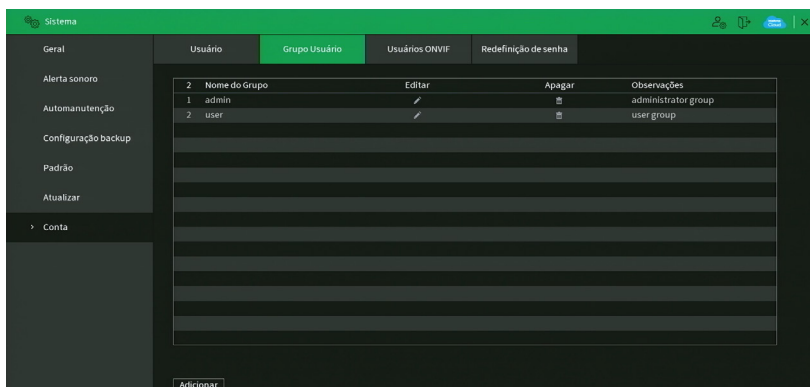 Sistema
Cloud
×
Geral
Alerta sonoro
Automanutenção
Configuração backup
Padrão
Atualizar
> Conta
Usuário Grupo Usuário Usuários ONVIF Redefinição de senha
2 Nome do Grupo Editar Apagar Observações
1 admin administrator group
2 user user group
Adicionar